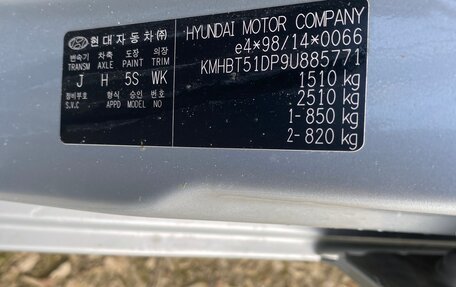 현대자동차㈜
변속기 차축 도장 의장
TRANSM AXLE PAINT TRIM
J H 5S WK
정비부호 형식 승인 번호
S.V.C APPD MODEL NO
HYUNDAI MOTOR COMPANY
e4*98/14*0066
KMHBT51DP9U885771
1510 kg
2510 kg
1- 850 kg
2- 820 kg